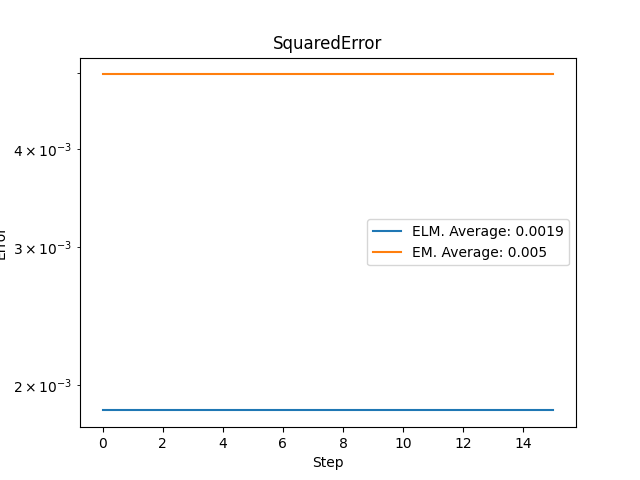 SquaredError
4 × 10⁻³
3 × 10⁻³
2 × 10⁻³
ELM. Average: 0.0019
EM. Average: 0.005
0 2 4 6 8 10 12 14
Step